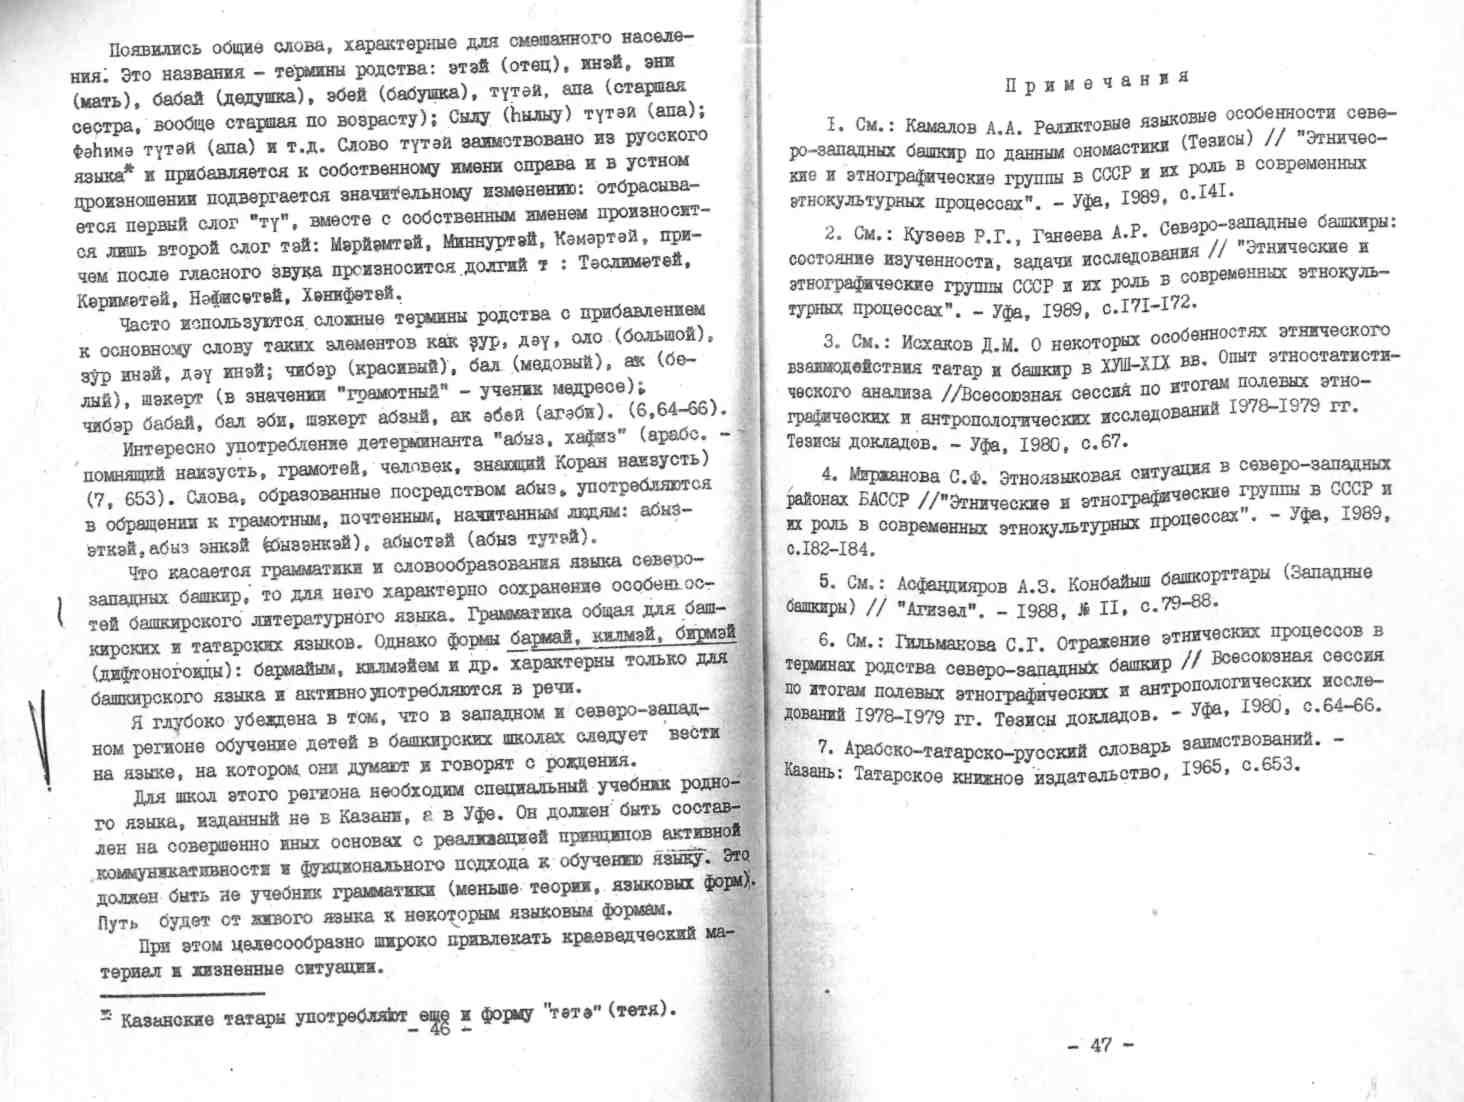 Появились общие слова, характерные для смешанного населе-
ния. Это названия - термины родства: этэй (отец), инэй, эни
(мать), бабай (дедушка), эбей (бабушка), түтәй, апа (старшая
сестра, вообще старшая по возрасту); Сылу (һылыу) түтәй (апа);
Фәһимә түтәй (апа) и т.д. Слово түтәй заимствовано из русского
языка* и прибавляется к собственному имени справа и в устном
произношении подвергается значительному изменению: отбрасыва-
ется первый слог "тү", вместе с собственным именем произносит-
ся лишь второй слог тәй: Мәрйәмтәй, Миннуртәй, Кәмәртәй, при-
чем после гласного звука произносится долгий т : Тәслимәтәй,
Кәримәтәй, Нәфисәтәй, Хәнифәтәй.
Часто используются сложные термины родства с прибавлением
к основному слову таких элементов как ҙур, дәү, оло (большой),
зур инэй, дәү инэй; чибәр (красивый), бал (медовый), ак (бе-
лый), шәкерт (в значении "грамотный" - ученик медресе);
чибәр бабай, бал эби, шәкерт абзый, ак әбей (агәби). (6,64-66).
Интересно употребление детерминанта "абыз, хафиз" (арабс. -
помнящий наизусть, грамотей, человек, знающий Коран наизусть)
(7, 653). Слова, образованные посредством абыз, употребляются
в обращении к грамотным, почтенным, начитанным людям: абыз-
әткәй, абыз әнкәй (абызәнкәй), абыстәй (абыз тутәй).
Что касается грамматики и словообразования языка северо-
западных башкир, то для него характерно сохранение особеннос-
тей башкирского литературного языка. Грамматика общая для баш-
кирских и татарских языков. Однако формы бармай, килмәй, бирмәй
(дифтоногоиды): бармайым, килмәйем и др. характерны только для
башкирского языка и активно употребляются в речи.
Я глубоко убеждена в том, что в западном и северо-запад-
ном регионе обучение детей в башкирских школах следует вести
на языке, на котором они думают и говорят с рождения.
Для школ этого региона необходим специальный учебник родно-
го языка, изданный не в Казани, а в Уфе. Он должен быть состав-
лен на совершенно иных основах с реализацией принципов активной
коммуникативности и фукционального подхода к обучению языку. Это
должен быть не учебник грамматики (меньше теории, языковых форм).
Путь будет от живого языка к некоторым языковым формам.
При этом целесообразно широко привлекать краеведческий ма-
териал и жизненные ситуации.
* Казанские татары употребляют еще и форму "тәтә" (тетя).
- 46 -
Примечания
1. См.: Камалов А.А. Реликтовые языковые особенности севе-
ро-западных башкир по данным ономастики (Тезисы) // "Этничес-
кие и этнографические группы в СССР и их роль в современных
этнокультурных процессах". - Уфа, 1989, с.141.
2. См.: Кузеев Р.Г., Ганеева А.Р. Северо-западные башкиры:
состояние изученности, задачи исследования // "Этнические и
этнографические группы СССР и их роль в современных этнокуль-
турных процессах". - Уфа, 1989, с.171-172.
3. См.: Исхаков Д.М. О некоторых особенностях этнического
взаимодействия татар и башкир в ХУШ-XIX вв. Опыт этностатисти-
ческого анализа //Всесоюзная сессия по итогам полевых этно-
графических и антропологических исследований 1978-1979 гг.
Тезисы докладов. - Уфа, 1980, с.67.
4. Миржанова С.Ф. Этноязыковая ситуация в северо-западных
районах БАССР //"Этнические и этнографические группы в СССР и
их роль в современных этнокультурных процессах". - Уфа, 1989,
с.182-184.
5. См.: Асфандияров А.З. Конбайыш башкорттары (Западные
башкиры) // "Агизел". - 1988, № II, с.79-88.
6. См.: Гильмакова С.Г. Отражение этнических процессов в
терминах родства северо-западных башкир // Всесоюзная сессия
по итогам полевых этнографических и антропологических иссле-
дований 1978-1979 гг. Тезисы докладов. - Уфа, 1980, с.64-66.
7. Арабско-татарско-русский словарь заимствований. -
Казань: Татарское книжное издательство, 1965, с.653.
- 47 -